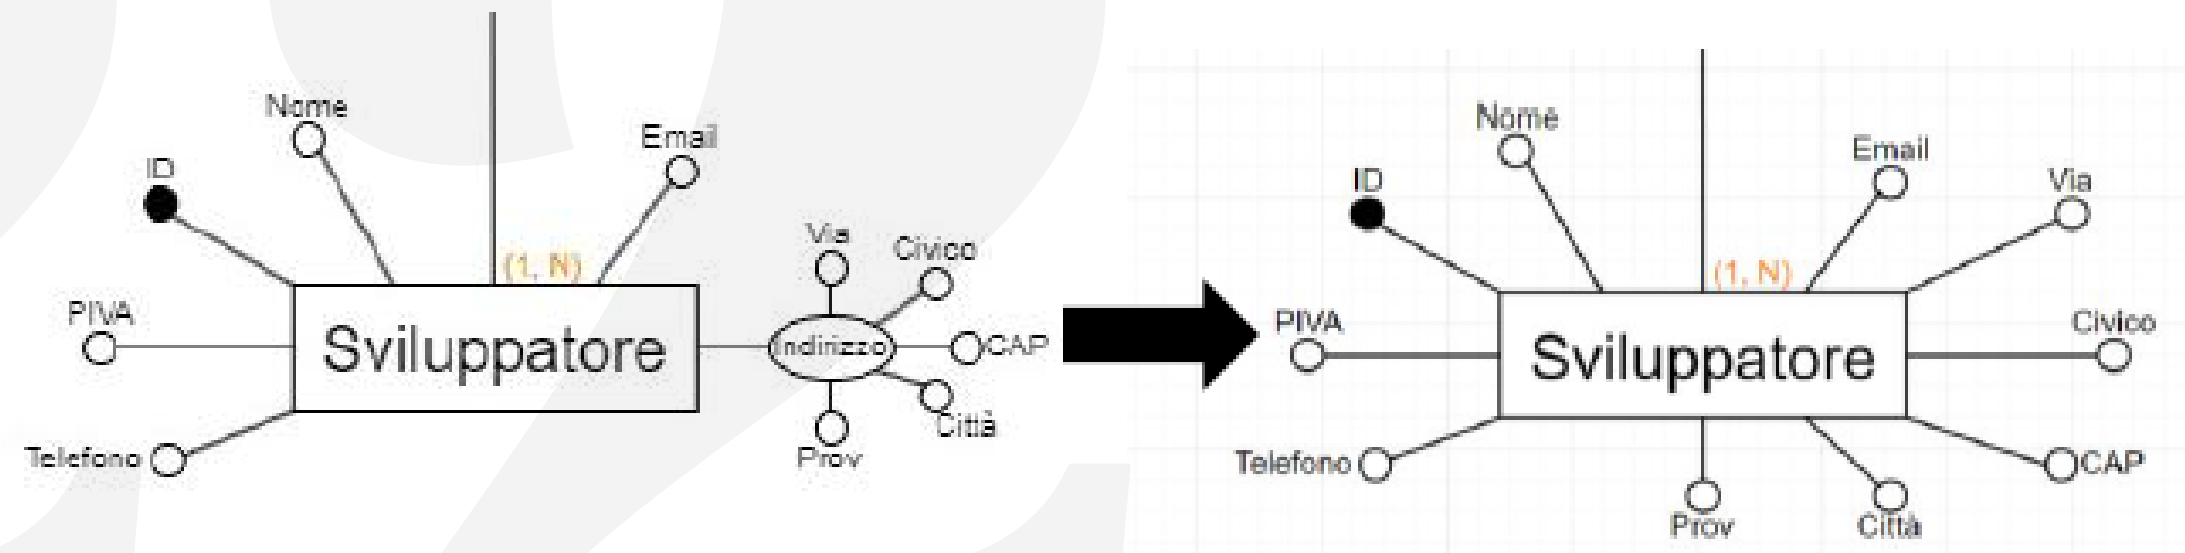 Nome
Email
ID
(1, N)
Via
Civico
PIVA
Sviluppatore
Indirizzo
CAP
Città
Telefono
Prov
Nome
Email
ID
Via
(1, N)
PIVA
Civico
Sviluppatore
Telefono
CAP
Prov
Città